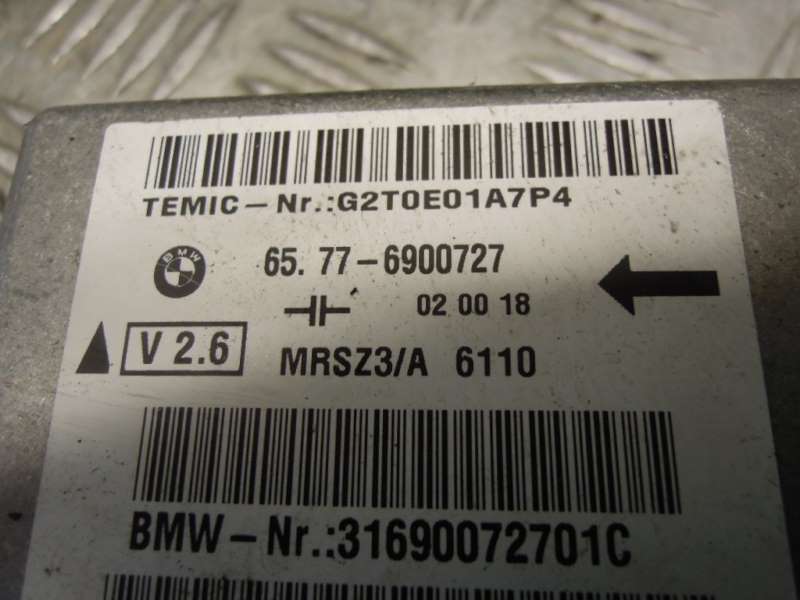 TEMIC-Nr.:G2T0E01A7P4
BMW
65. 77-6900727
02 00 18
V 2.6
MRSZ3/A 6110
BMW-Nr.:31690072701C